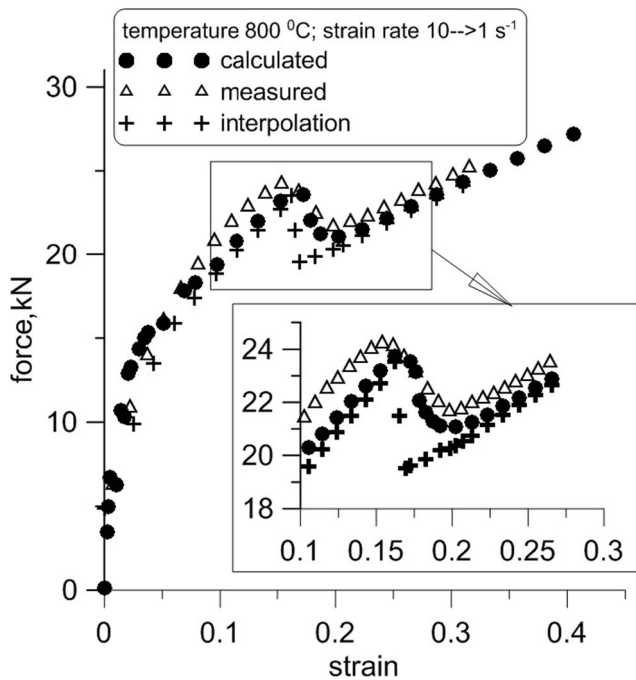 temperature 800 ⁰C; strain rate 10-->1 s⁻¹
calculated
measured
interpolation
force,kN
30
20
10
0
0 0.1 0.2 0.3 0.4
strain
24
22
20
18
0.1 0.15 0.2 0.25 0.3